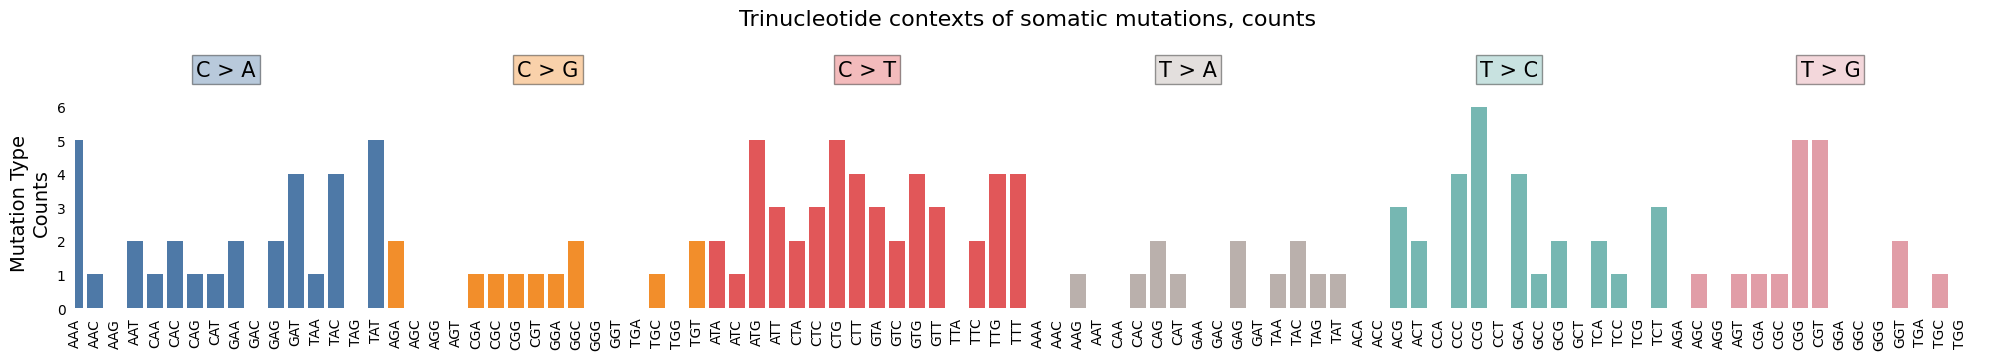 Trinucleotide contexts of somatic mutations, counts
C > A
C > G
C > T
T > A
T > C
T > G
Mutation Type
Counts
6
5
4
3
2
1
0
AAA
AAC
AAG
AAT
CAA
CAC
CAG
CAT
GAA
GAC
GAG
GAT
TAA
TAC
TAG
TAT
AGA
AGC
AGG
AGT
CGA
CGC
CGG
CGT
GGA
GGC
GGG
GGT
TGA
TGC
TGG
TGT
ATA
ATC
ATG
ATT
CTA
CTC
CTG
CTT
GTA
GTC
GTG
GTT
TTA
TTC
TTG
TTT
AAA
AAC
AAG
AAT
CAA
CAC
CAG
CAT
GAA
GAC
GAG
GAT
TAA
TAC
TAG
TAT
ACA
ACC
ACG
ACT
CCA
CCC
CCG
CCT
GCA
GCC
GCG
GCT
TCA
TCC
TCG
TCT
AGA
AGC
AGG
AGT
CGA
CGC
CGG
CGT
GGA
GGC
GGG
GGT
TGA
TGC
TGG